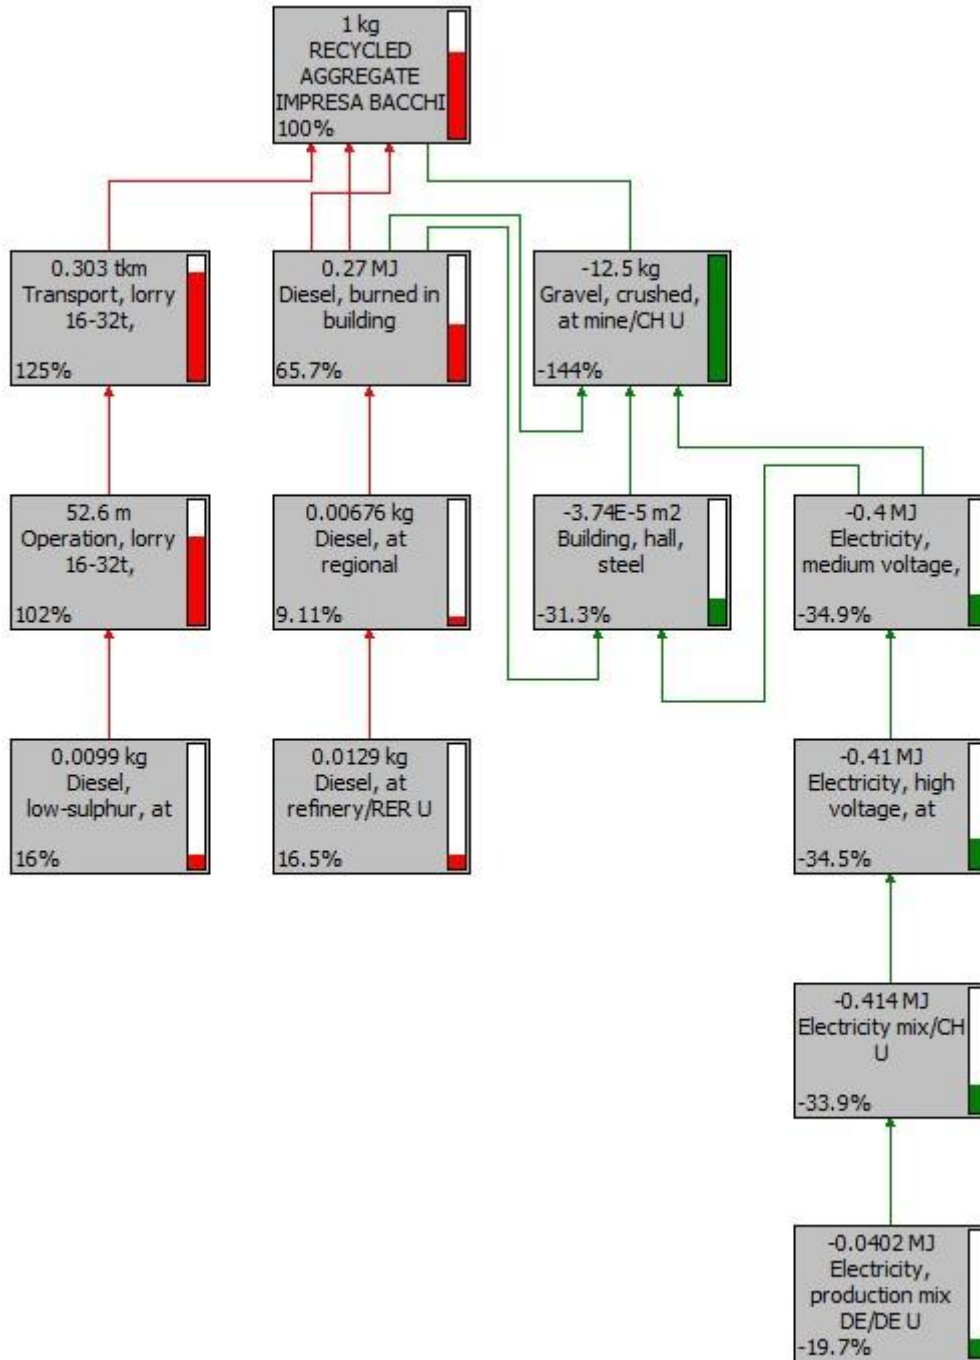 1 kg
RECYCLED
AGGREGATE
IMPRESA BACCHI
100%
0.303 tkm
Transport, lorry
16-32t,
125%
0.27 MJ
Diesel, burned in
building
65.7%
-12.5 kg
Gravel, crushed,
at mine/CH U
-144%
52.6 m
Operation, lorry
16-32t,
102%
0.00676 kg
Diesel, at
regional
9.11%
-3.74E-5 m2
Building, hall,
steel
-31.3%
-0.4 MJ
Electricity,
medium voltage,
-34.9%
0.0099 kg
Diesel,
low-sulphur, at
16%
0.0129 kg
Diesel, at
refinery/RER U
16.5%
-0.41 MJ
Electricity, high
voltage, at
-34.5%
-0.414 MJ
Electricity mix/CH
U
-33.9%
-0.0402 MJ
Electricity,
production mix
DE/DE U
-19.7%